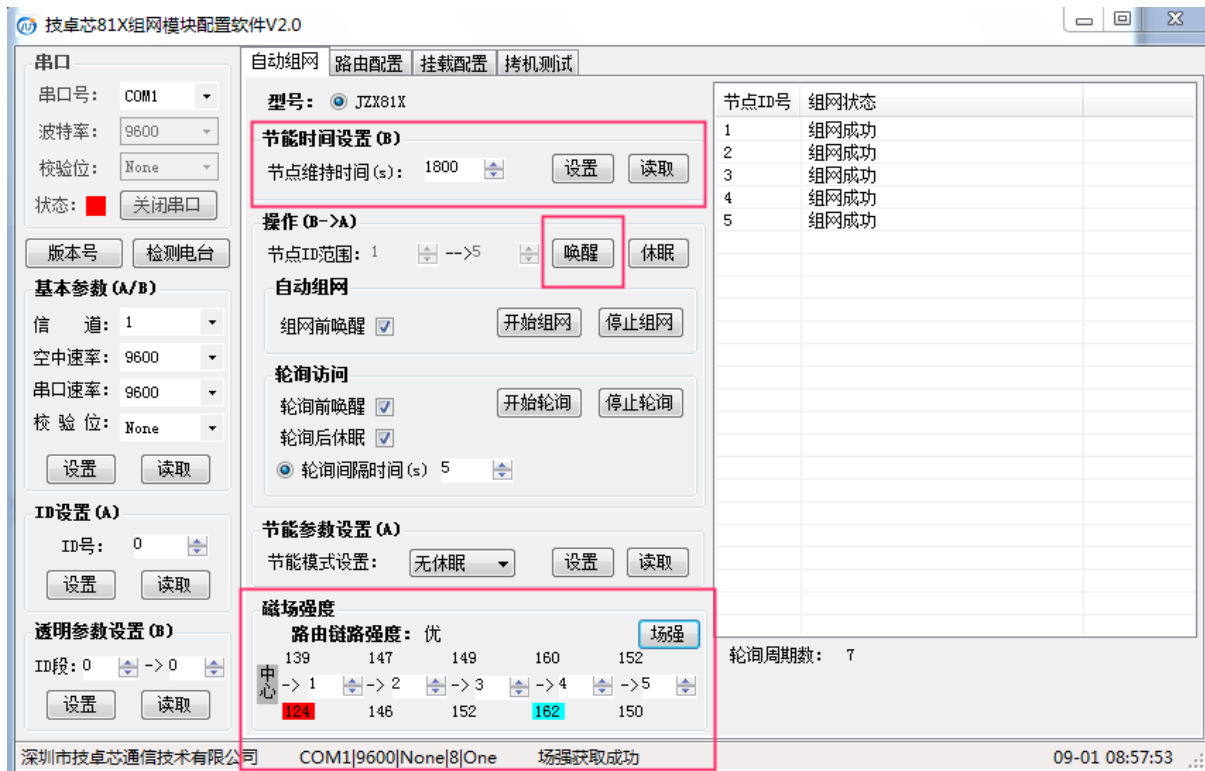 技卓芯81X组网模块配置软件V2.0
串口
串口号: COM1
波特率: 9600
校验位: None
状态: 关闭串口
版本号 检测电台
基本参数(A/B)
信 道: 1
空中速率: 9600
串口速率: 9600
校 验 位: None
设置 读取
ID设置(A)
ID号: 0
设置 读取
透明参数设置(B)
ID段: 0 -> 0
设置 读取
自动组网 路由配置 挂载配置 拷机测试
型号: JZX81X
节能时间设置(B)
节点维持时间(s): 1800 设置 读取
操作(B->A)
节点ID范围: 1 -->5 唤醒 休眠
自动组网
组网前唤醒 开始组网 停止组网
轮询访问
轮询前唤醒 开始轮询 停止轮询
轮询后休眠
轮询间隔时间(s) 5
节能参数设置(A)
节能模式设置: 无休眠 设置 读取
磁场强度
路由链路强度: 优 场强
139 147 149 160 152
中心 -> 1 -> 2 -> 3 -> 4 ->5
124 146 152 162 150
节点ID号 组网状态
1 组网成功
2 组网成功
3 组网成功
4 组网成功
5 组网成功
轮询周期数: 7
深圳市技卓芯通信技术有限公司 COM1|9600|None|8|One 场强获取成功 09-01 08:57:53